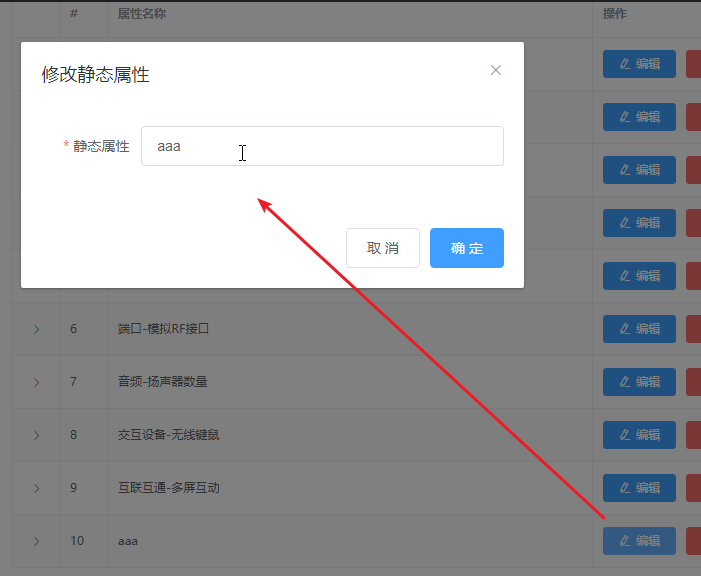 # 属性名称 操作
编辑
修改静态属性
编辑
* 静态属性 aaa
编辑
编辑
取 消 确 定
编辑
6 端口-模拟RF接口 编辑
7 音频-扬声器数量 编辑
8 交互设备-无线键鼠 编辑
9 互联互通-多屏互动 编辑
10 aaa 编辑